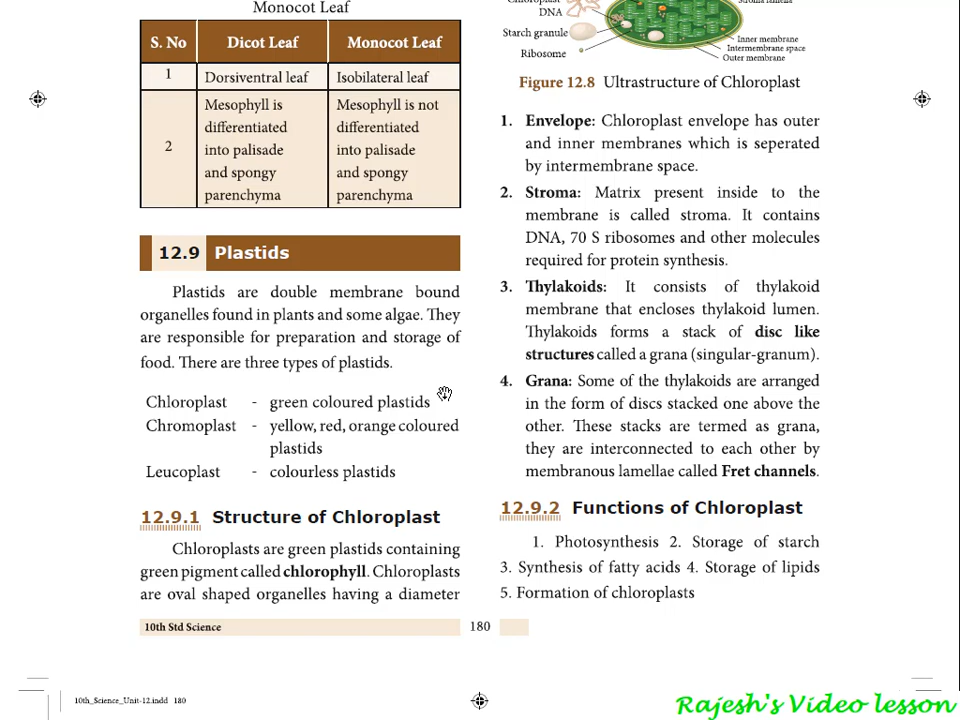 Monocot Leaf
S. No Dicot Leaf Monocot Leaf
1 Dorsiventral leaf Isobilateral leaf
2 Mesophyll is differentiated into palisade and spongy parenchyma Mesophyll is not differentiated into palisade and spongy parenchyma
12.9 Plastids
Plastids are double membrane bound
organelles found in plants and some algae. They
are responsible for preparation and storage of
food. There are three types of plastids.
Chloroplast - green coloured plastids
Chromoplast - yellow, red, orange coloured
plastids
Leucoplast - colourless plastids
12.9.1 Structure of Chloroplast
Chloroplasts are green plastids containing
green pigment called chlorophyll. Chloroplasts
are oval shaped organelles having a diameter
DNA
Starch granule
Ribosome
Inner membrane
Intermembrane space
Outer membrane
Figure 12.8 Ultrastructure of Chloroplast
1. Envelope: Chloroplast envelope has outer
and inner membranes which is seperated
by intermembrane space.
2. Stroma: Matrix present inside to the
membrane is called stroma. It contains
DNA, 70 S ribosomes and other molecules
required for protein synthesis.
3. Thylakoids: It consists of thylakoid
membrane that encloses thylakoid lumen.
Thylakoids forms a stack of disc like
structures called a grana (singular-granum).
4. Grana: Some of the thylakoids are arranged
in the form of discs stacked one above the
other. These stacks are termed as grana,
they are interconnected to each other by
membranous lamellae called Fret channels.
12.9.2 Functions of Chloroplast
1. Photosynthesis 2. Storage of starch
3. Synthesis of fatty acids 4. Storage of lipids
5. Formation of chloroplasts
10th Std Science
180
10th_Science_Unit-12.indd 180
Rajesh's Video lesson